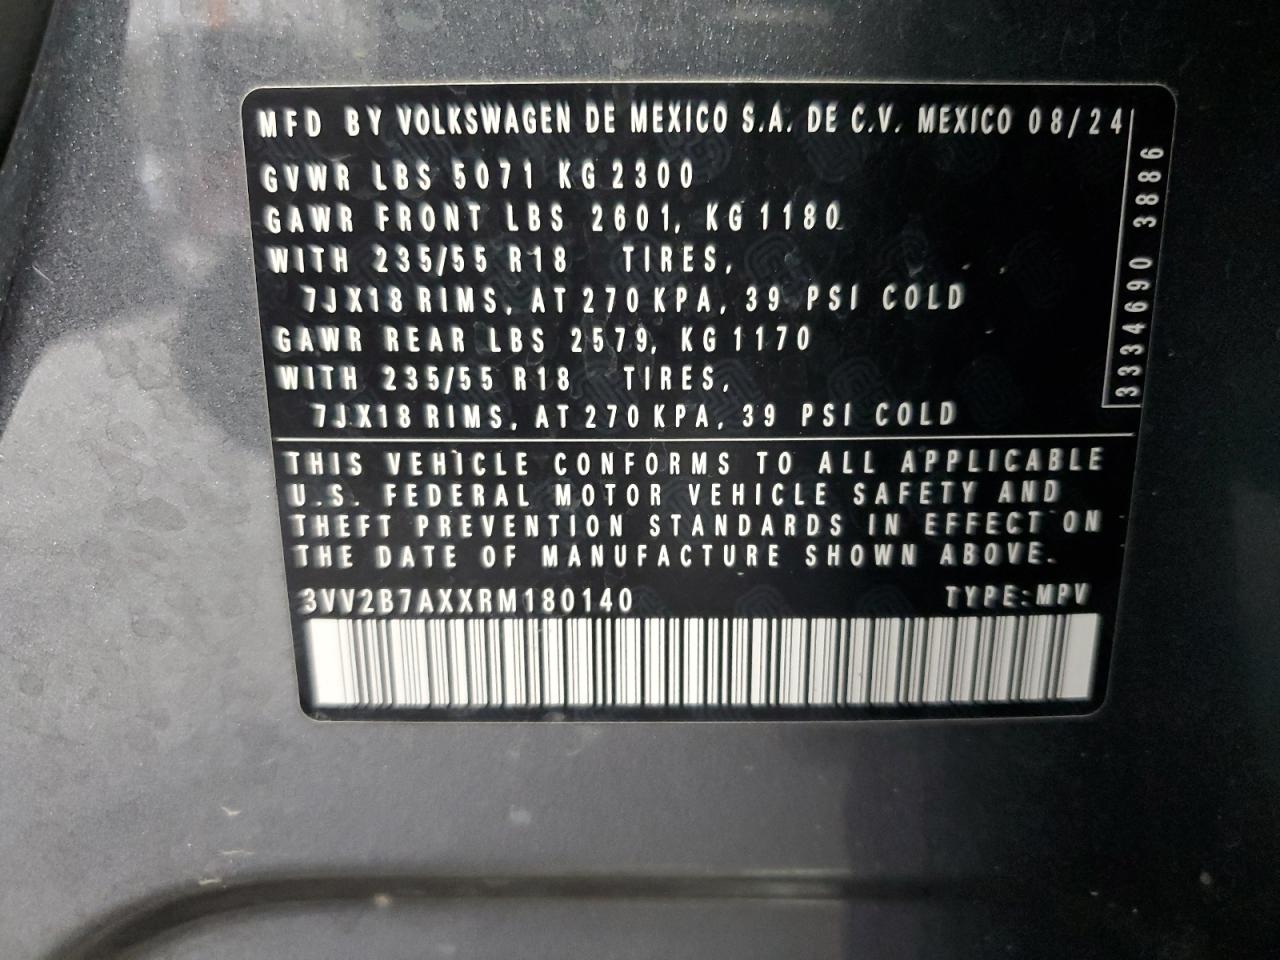 MFD BY VOLKSWAGEN DE MEXICO S.A. DE C.V. MEXICO 08/24
GVWR LBS 5071 KG 2300
GAWR FRONT LBS 2601, KG 1180
WITH 235/55 R18 TIRES,
7JX18 RIMS, AT 270 KPA, 39 PSI COLD
GAWR REAR LBS 2579, KG 1170
WITH 235/55 R18 TIRES,
7JX18 RIMS, AT 270 KPA, 39 PSI COLD
3334690 3886
THIS VEHICLE CONFORMS TO ALL APPLICABLE
U.S. FEDERAL MOTOR VEHICLE SAFETY AND
THEFT PREVENTION STANDARDS IN EFFECT ON
THE DATE OF MANUFACTURE SHOWN ABOVE.
3VV2B7AXXRM180140 TYPE:MPV